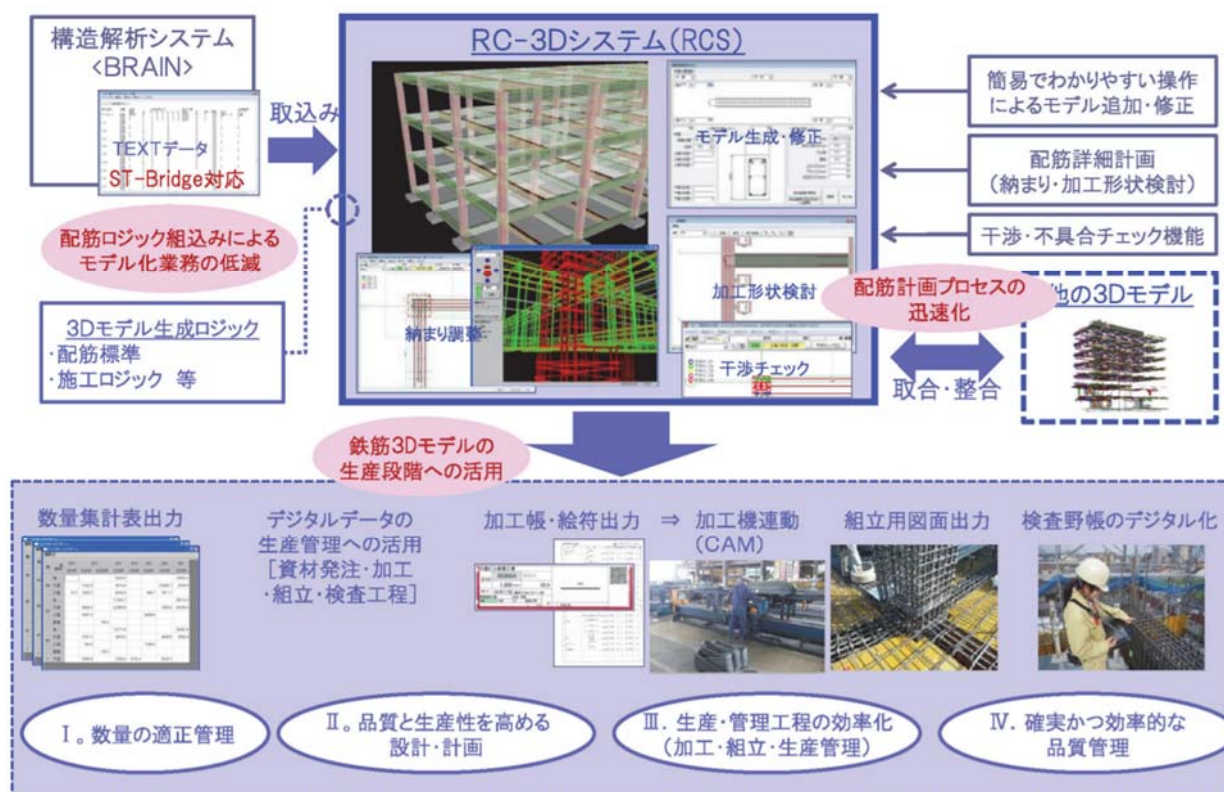 構造解析システム
<BRAIN>
TEXTデータ
ST-Bridge対応
取込み
配筋ロジック組込みによる
モデル化業務の低減
3Dモデル生成ロジック
・配筋標準
・施工ロジック 等
RC-3Dシステム(RCS)
モデル生成・修正
納まり調整
加工形状検討
干渉チェック
簡易でわかりやすい操作
によるモデル追加・修正
配筋詳細計画
(納まり・加工形状検討)
干渉・不具合チェック機能
配筋計画プロセスの
迅速化
他の3Dモデル
取合・整合
鉄筋3Dモデルの
生産段階への活用
数量集計表出力
デジタルデータの
生産管理への活用
[資材発注・加工
・組立・検査工程]
加工帳・絵符出力 ⇒ 加工機連動
(CAM)
組立用図面出力
検査野帳のデジタル化
Ⅰ。数量の適正管理
Ⅱ。品質と生産性を高める
設計・計画
Ⅲ.生産・管理工程の効率化
(加工・組立・生産管理)
Ⅳ.確実かつ効率的な
品質管理